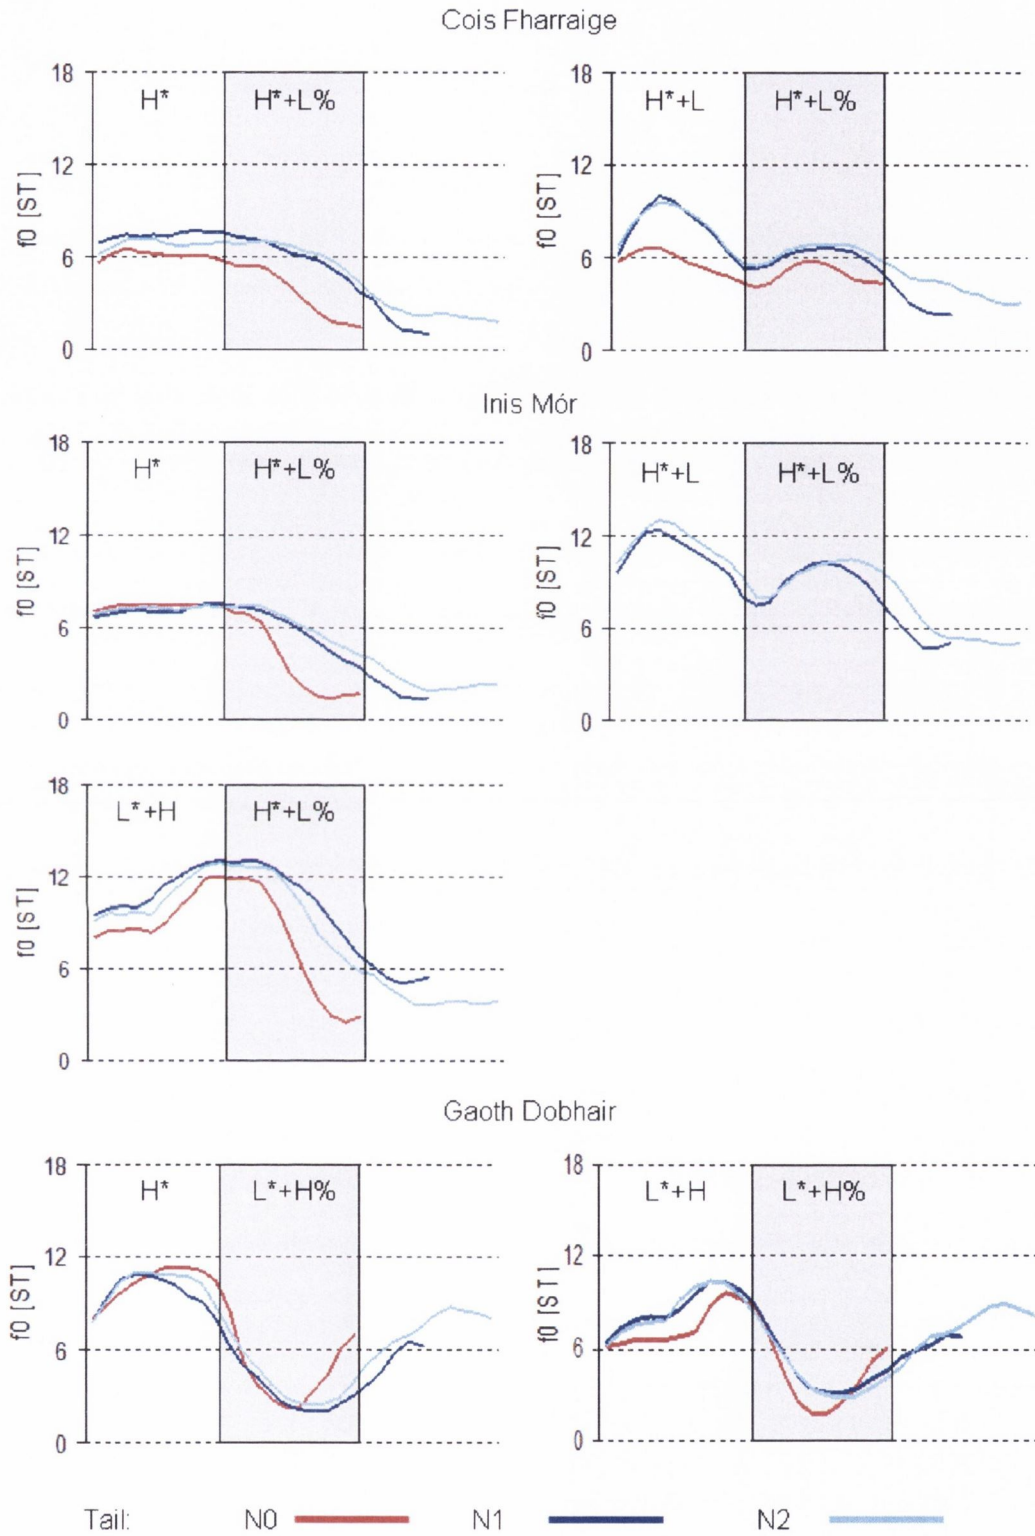 Cois Fharraige
18 H* H*+L% 18 H*+L H*+L%
12 12
f0 [ST] f0 [ST]
6 6
0 0
Inis Mór
18 H* H*+L% 18 H*+L H*+L%
12 12
f0 [ST] f0 [ST]
6 6
0 0
18 L*+H H*+L%
12
f0 [ST]
6
0
Gaoth Dobhair
18 H* L*+H% 18 L*+H L*+H%
12 12
f0 [ST] f0 [ST]
6 6
0 0
Tail: N0 N1 N2